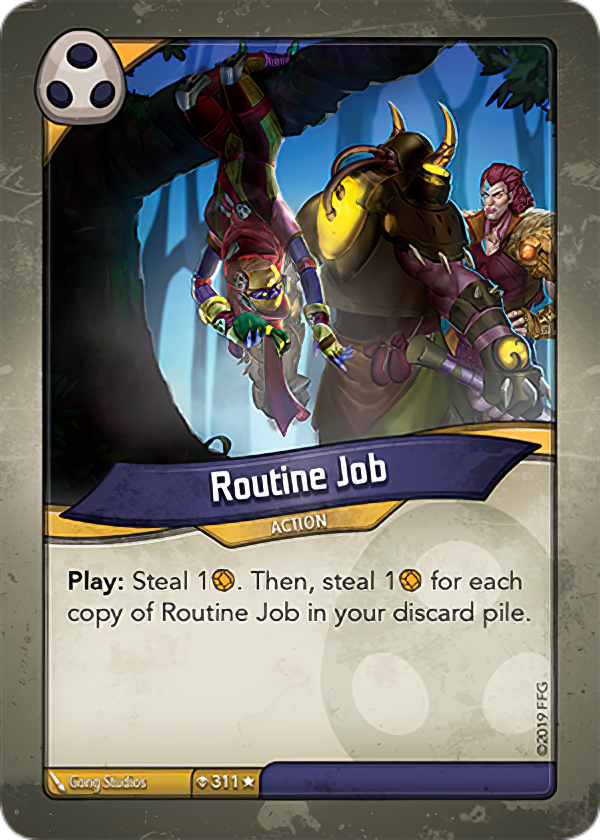 Routine Job
ACTION
Play: Steal 1. Then, steal 1 for each
copy of Routine Job in your discard pile.
©2019 FFG
Gong Studios
311★